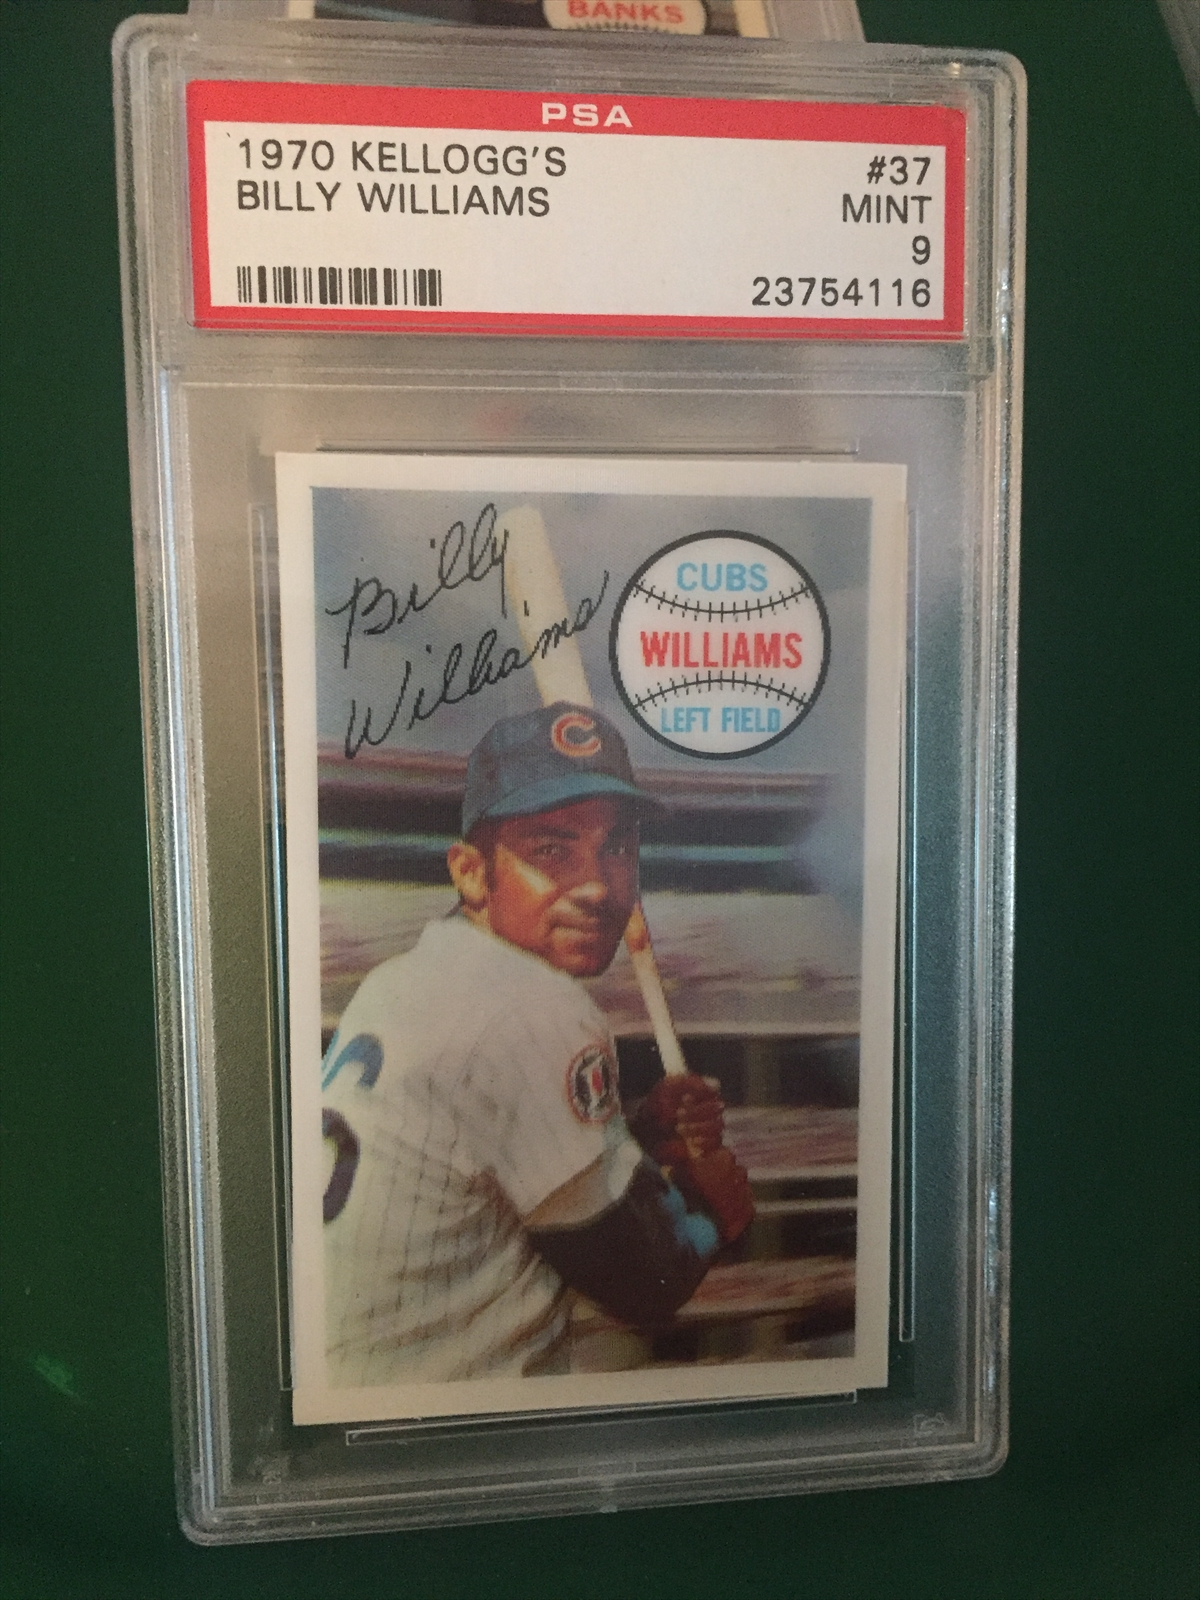 BANKS
PSA
1970 KELLOGG'S #37
BILLY WILLIAMS MINT
9
23754116
Billy
Williams
CUBS
WILLIAMS
LEFT FIELD
C